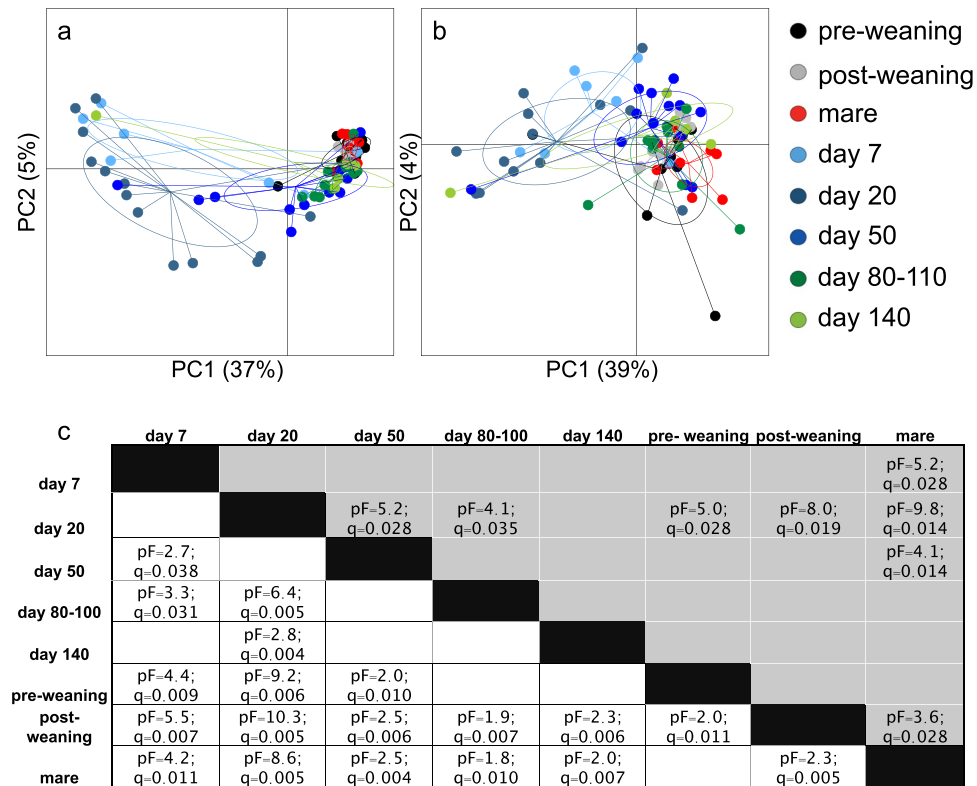 a
b
PC2 (5%)
PC1 (37%)
PC2 (4%)
PC1 (39%)
pre-weaning
post-weaning
mare
day 7
day 20
day 50
day 80-110
day 140
c
day 7 day 20 day 50 day 80-100 day 140 pre- weaning post-weaning mare
day 7
pF=5.2;
q=0.028
day 20
pF=5.2; pF=4.1; pF=5.0; pF=8.0; pF=9.8;
q=0.028 q=0.035 q=0.028 q=0.019 q=0.014
day 50
pF=2.7; pF=4.1;
q=0.038 q=0.014
day 80-100
pF=3.3; pF=6.4;
q=0.031 q=0.005
day 140
pF=2.8;
q=0.004
pre-weaning
pF=4.4; pF=9.2; pF=2.0;
q=0.009 q=0.006 q=0.010
post-
weaning
pF=5.5; pF=10.3; pF=2.5; pF=1.9; pF=2.3; pF=2.0; pF=3.6;
q=0.007 q=0.005 q=0.006 q=0.007 q=0.006 q=0.011 q=0.028
mare
pF=4.2; pF=8.6; pF=2.5; pF=1.8; pF=2.0; pF=2.3;
q=0.011 q=0.005 q=0.004 q=0.010 q=0.007 q=0.005